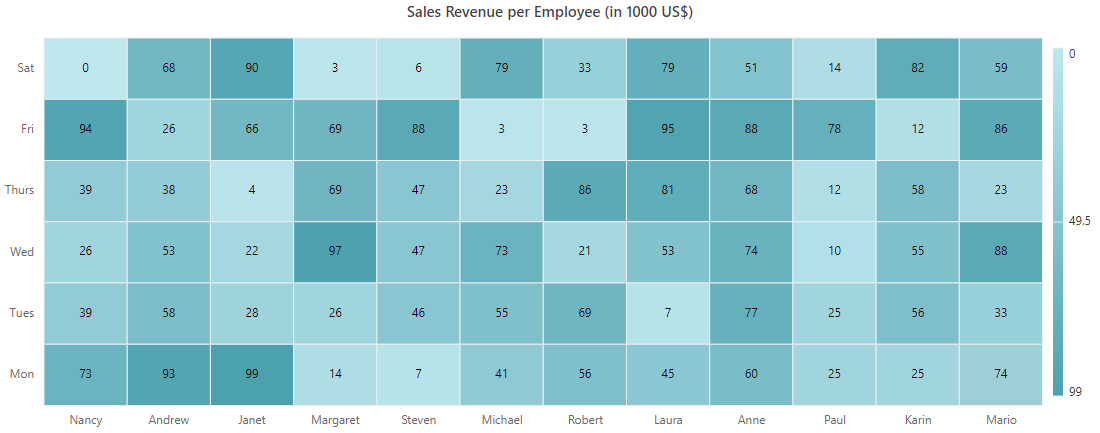 Sales Revenue per Employee (in 1000 US$)
Sat 0 68 90 3 6 79 33 79 51 14 82 59 0
Fri 94 26 66 69 88 3 3 95 88 78 12 86
Thurs 39 38 4 69 47 23 86 81 68 12 58 23
49.5
Wed 26 53 22 97 47 73 21 53 74 10 55 88
Tues 39 58 28 26 46 55 69 7 77 25 56 33
Mon 73 93 99 14 7 41 56 45 60 25 25 74
99
Nancy Andrew Janet Margaret Steven Michael Robert Laura Anne Paul Karin Mario